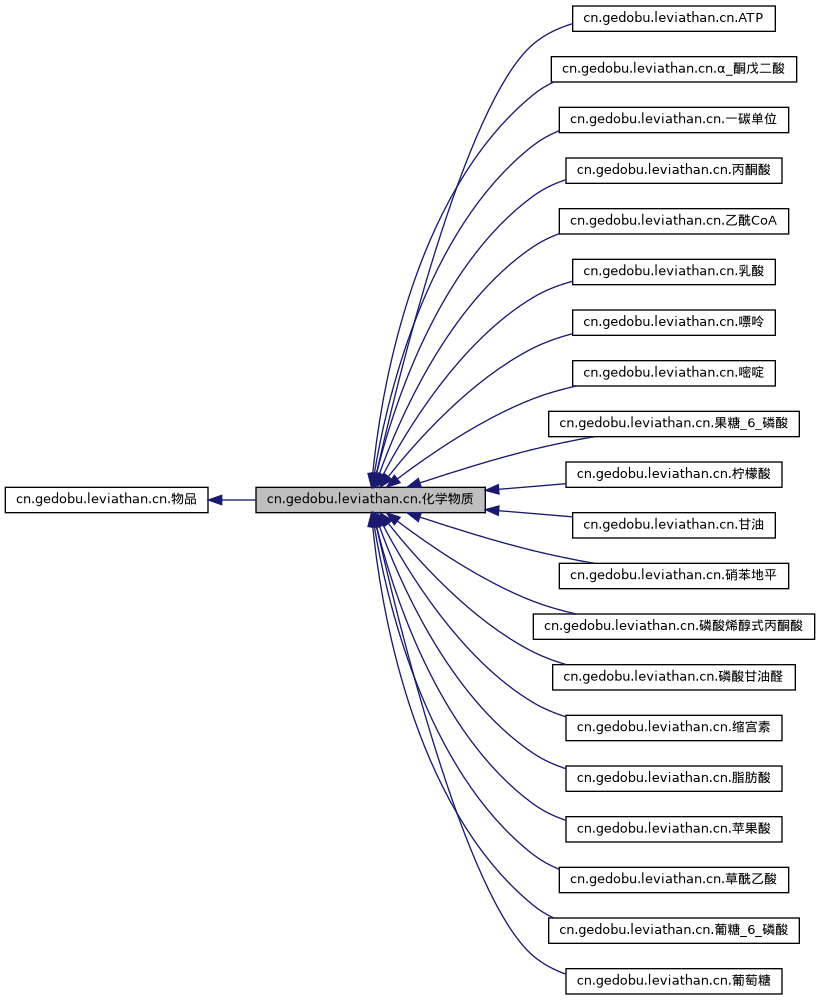 cn.gedobu.leviathan.cn.ATP
cn.gedobu.leviathan.cn.α_酮戊二酸
cn.gedobu.leviathan.cn.一碳单位
cn.gedobu.leviathan.cn.丙酮酸
cn.gedobu.leviathan.cn.乙酰CoA
cn.gedobu.leviathan.cn.乳酸
cn.gedobu.leviathan.cn.嘌呤
cn.gedobu.leviathan.cn.嘧啶
cn.gedobu.leviathan.cn.果糖_6_磷酸
cn.gedobu.leviathan.cn.柠檬酸
cn.gedobu.leviathan.cn.物品
cn.gedobu.leviathan.cn.化学物质
cn.gedobu.leviathan.cn.甘油
cn.gedobu.leviathan.cn.硝苯地平
cn.gedobu.leviathan.cn.磷酸烯醇式丙酮酸
cn.gedobu.leviathan.cn.磷酸甘油醛
cn.gedobu.leviathan.cn.缩宫素
cn.gedobu.leviathan.cn.脂肪酸
cn.gedobu.leviathan.cn.苹果酸
cn.gedobu.leviathan.cn.草酰乙酸
cn.gedobu.leviathan.cn.葡糖_6_磷酸
cn.gedobu.leviathan.cn.葡萄糖